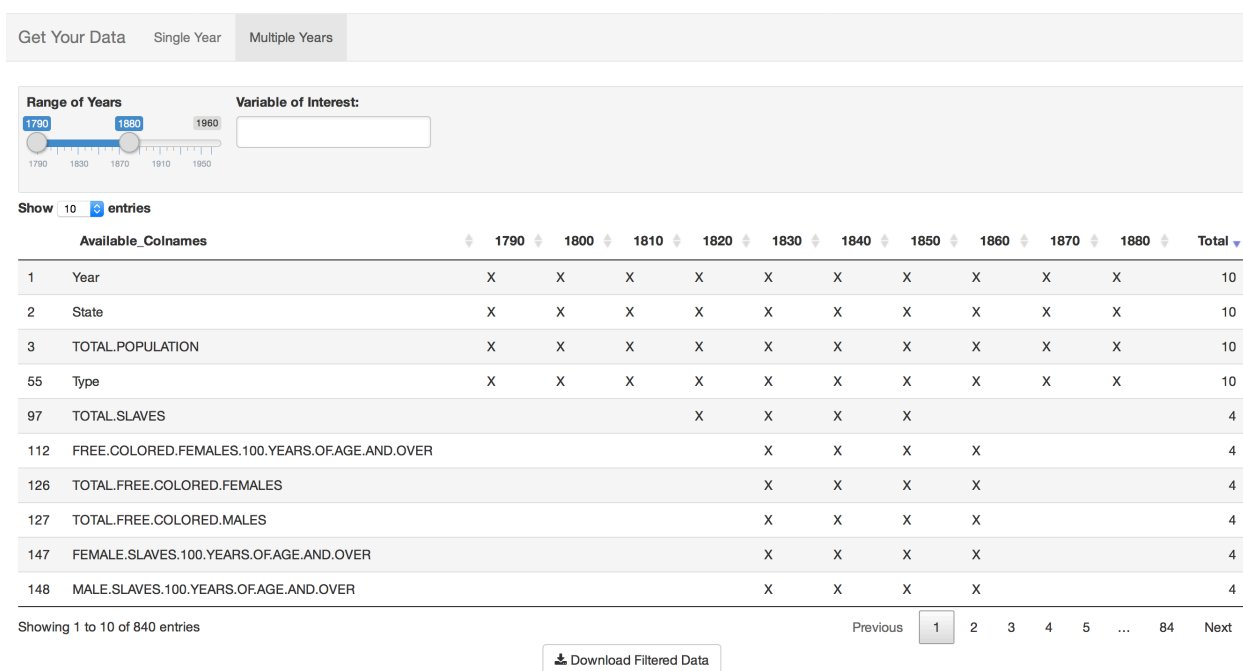 Get Your Data Single Year Multiple Years
Range of Years Variable of Interest:
1790 1880 1960
1790 1830 1870 1910 1950
Show 10 entries
Available_Colnames 1790 1800 1810 1820 1830 1840 1850 1860 1870 1880 Total
1 Year X X X X X X X X X X 10
2 State X X X X X X X X X X 10
3 TOTAL.POPULATION X X X X X X X X X X 10
55 Type X X X X X X X X X X 10
97 TOTAL.SLAVES X X X X 4
112 FREE.COLORED.FEMALES.100.YEARS.OF.AGE.AND.OVER X X X X 4
126 TOTAL.FREE.COLORED.FEMALES X X X X 4
127 TOTAL.FREE.COLORED.MALES X X X X 4
147 FEMALE.SLAVES.100.YEARS.OF.AGE.AND.OVER X X X X 4
148 MALE.SLAVES.100.YEARS.OF.AGE.AND.OVER X X X X 4
Showing 1 to 10 of 840 entries Previous 1 2 3 4 5 … 84 Next
Download Filtered Data